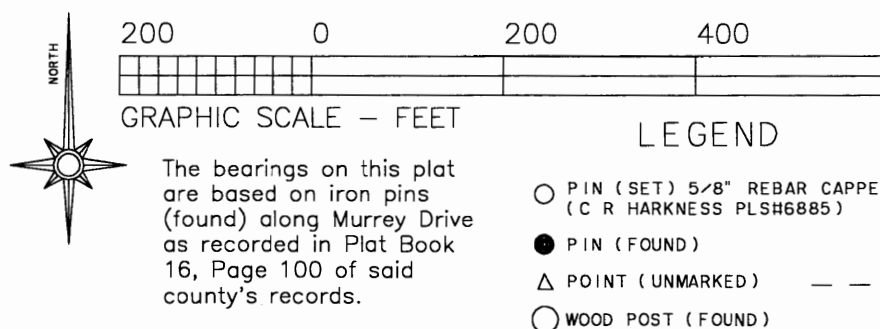 NORTH
200 0 200 400
GRAPHIC SCALE – FEET
The bearings on this plat
are based on iron pins
(found) along Murrey Drive
as recorded in Plat Book
16, Page 100 of said
county's records.
LEGEND
PIN (SET) 5/8" REBAR CAPPE
(C R HARKNESS PLS#6885)
PIN (FOUND)
POINT (UNMARKED)
WOOD POST (FOUND)